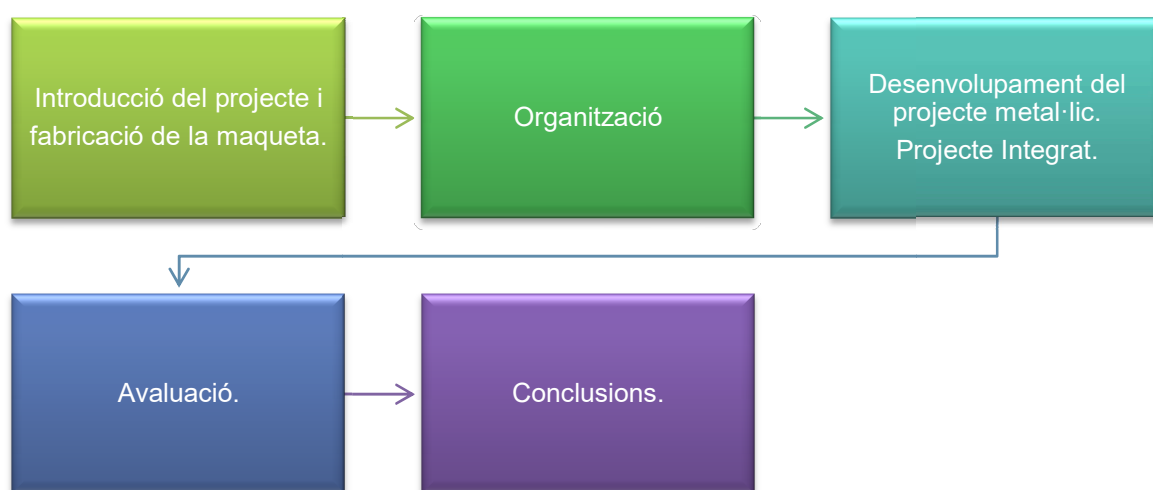 Introducció del projecte i
fabricació de la maqueta.
Organització
Desenvolupament del
projecte metal·lic.
Projecte Integrat.
Avaluació.
Conclusions.